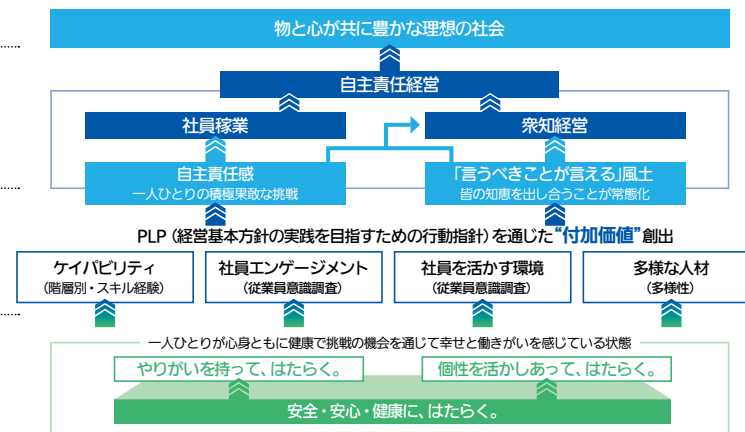 物と心が共に豊かな理想の社会
自主責任経営
社員稼業
衆知経営
自主責任感
一人ひとりの積極果敢な挑戦
「言うべきことが言える」風土
皆の知恵を出し合うことが常態化
PLP（経営基本方針の実践を目指すための行動指針）を通じた“付加価値”創出
ケイパビリティ
（階層別・スキル経験）
社員エンゲージメント
（従業員意識調査）
社員を活かす環境
（従業員意識調査）
多様な人材
（多様性）
一人ひとりが心身ともに健康で挑戦の機会を通じて幸せと働きがいを感じている状態
やりがいを持って、はたらく。
個性を活かしあって、はたらく。
安全・安心・健康に、はたらく。